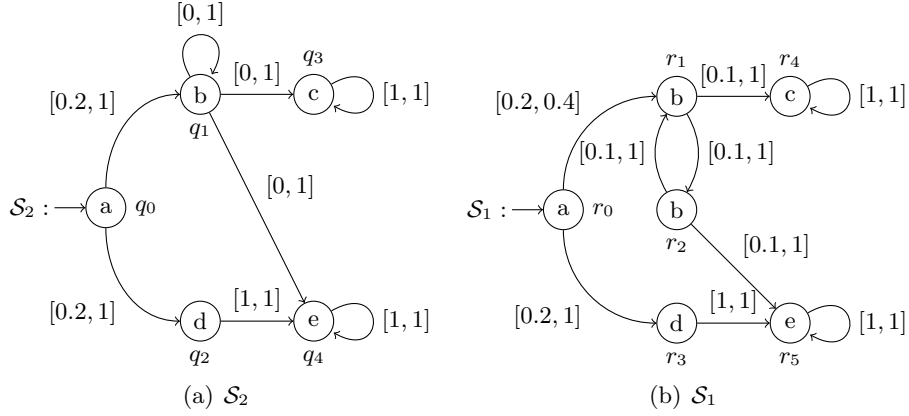 [0, 1]
q3
[0, 1]
b
c
[1, 1]
[0.2, 1]
q1
[0, 1]
S2 :
a
q0
[0.2, 1]
[1, 1]
d
e
[1, 1]
q2
q4
(a) S2
r1
r4
[0.1, 1]
b
c
[1, 1]
[0.2, 0.4]
[0.1, 1]
[0.1, 1]
S1 :
a
r0
b
r2
[0.1, 1]
[0.2, 1]
[1, 1]
d
e
[1, 1]
r3
r5
(b) S1